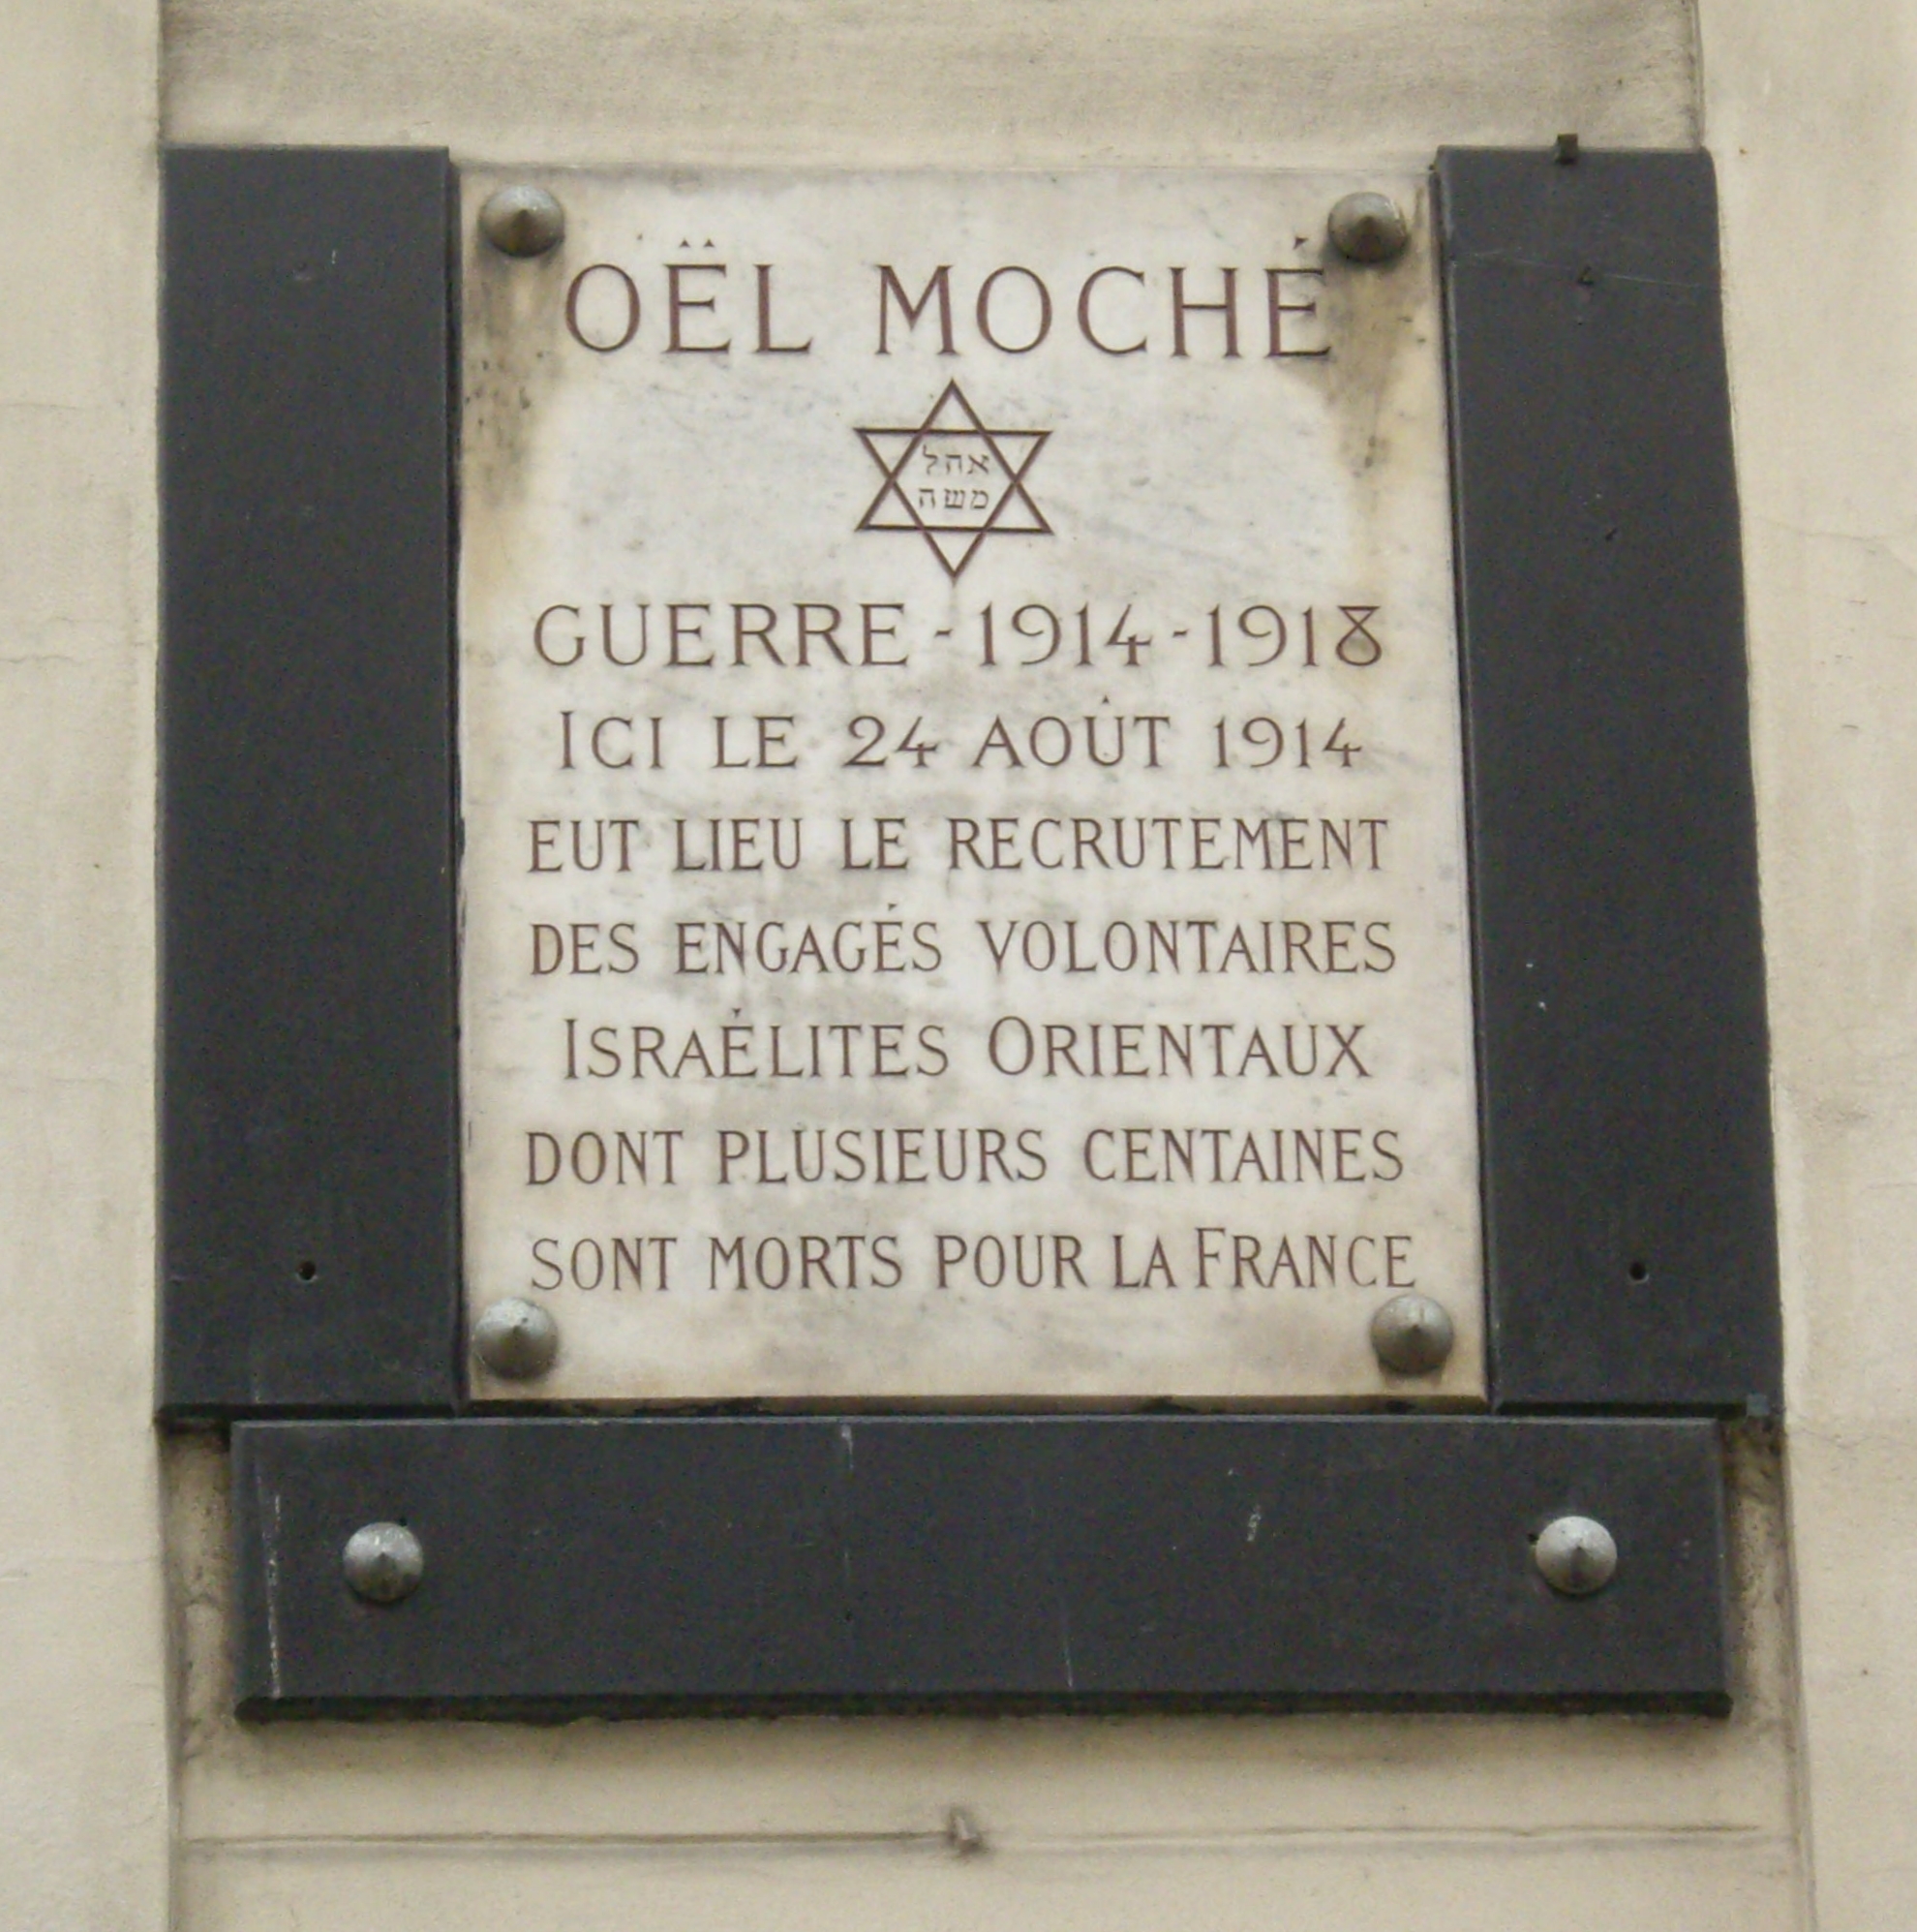 OËL MOCHÉ
אהל
משה
GUERRE - 1914 - 1918
ICI LE 24 AOÛT 1914
EUT LIEU LE RECRUTEMENT
DES ENGAGÉS VOLONTAIRES
ISRAÉLITES ORIENTAUX
DONT PLUSIEURS CENTAINES
SONT MORTS POUR LA FRANCE